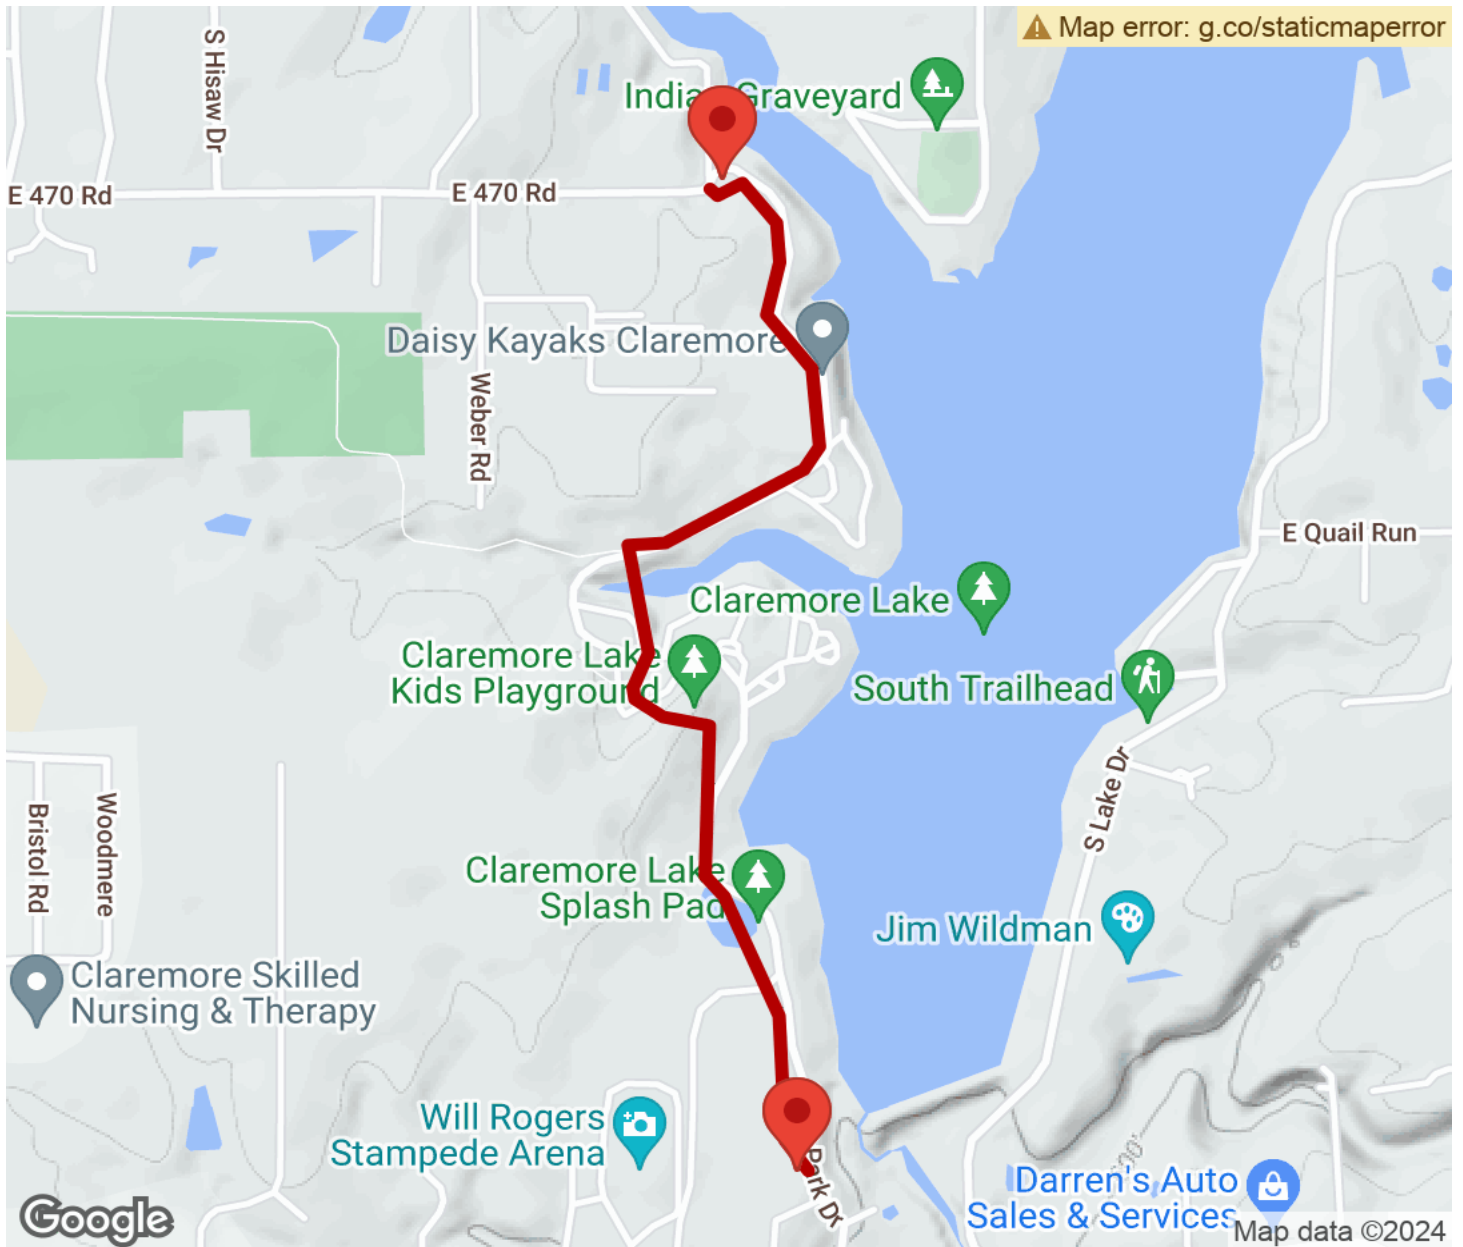 Map error: g.co/staticmaperror
S Hisaw Dr
Graveyard
E 470 Rd
E 470 Rd
Daisy Kayaks Claremore
Weber Rd
E Quail Run
Claremore Lake
Claremore Lake
Kids Playground
South Trailhead
S Lake Dr
Bristol Rd
Woodmere
Claremore Lake
Splash Pad
Jim Wildman
Claremore Skilled
Nursing & Therapy
Will Rogers
Stampede Arena
Park Dr
Darren's Auto
Sales & Services
Google
Map data ©2024